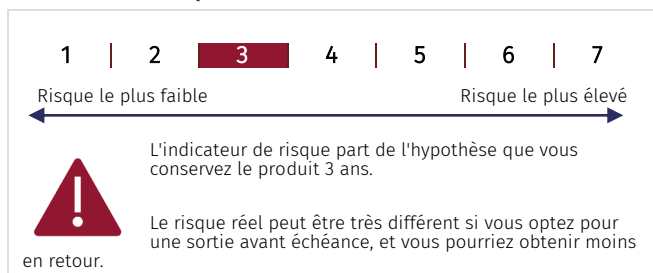 1 | 2 | 3 | 4 | 5 | 6 | 7
Risque le plus faible Risque le plus élevé
L'indicateur de risque part de l'hypothèse que vous
conservez le produit 3 ans.
Le risque réel peut être très différent si vous optez pour
une sortie avant échéance, et vous pourriez obtenir moins
en retour.